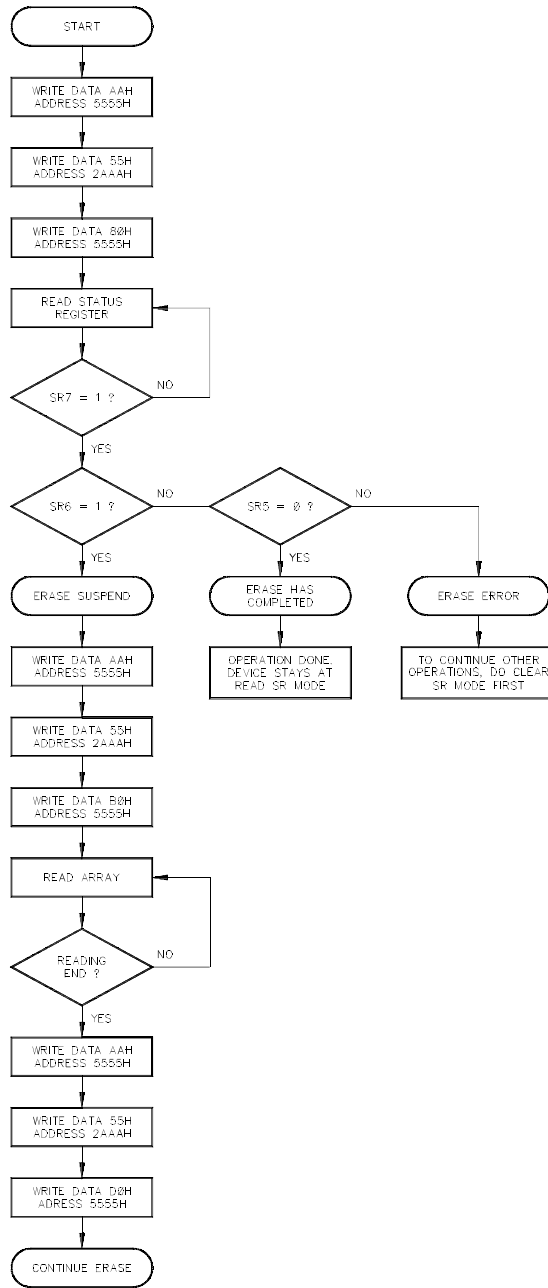 START
WRITE DATA AAH
ADDRESS 5555H
WRITE DATA 55H
ADDRESS 2AAAH
WRITE DATA 80H
ADDRESS 5555H
READ STATUS
REGISTER
SR7 = 1 ?
NO
YES
SR6 = 1 ?
NO
SR5 = 0 ?
NO
YES
YES
ERASE SUSPEND
ERASE HAS
COMPLETED
ERASE ERROR
WRITE DATA AAH
ADDRESS 5555H
OPERATION DONE.
DEVICE STAYS AT
READ SR MODE
TO CONTINUE OTHER
OPERATIONS, DO CLEAR
SR MODE FIRST
WRITE DATA 55H
ADDRESS 2AAAH
WRITE DATA B0H
ADDRESS 5555H
READ ARRAY
READING
END ?
NO
YES
WRITE DATA AAH
ADDRESS 5555H
WRITE DATA 55H
ADDRESS 2AAAH
WRITE DATA D0H
ADRESS 5555H
CONTINUE ERASE